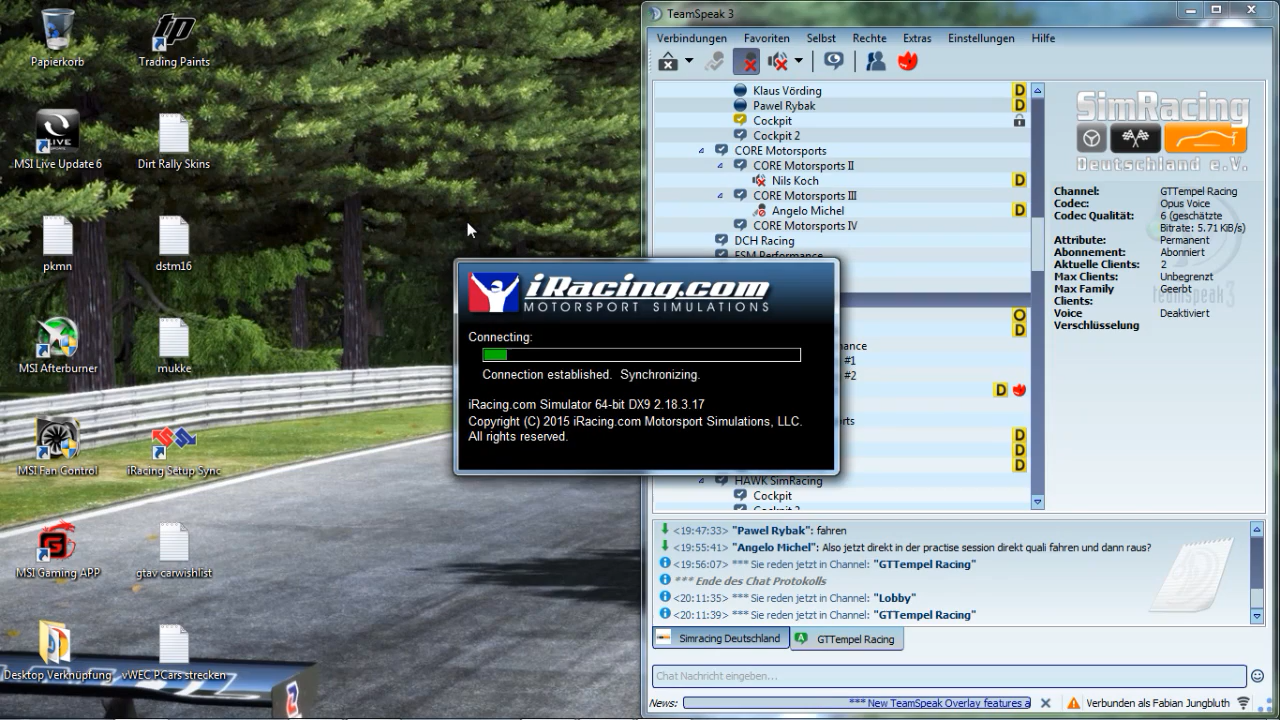 Papierkorb
Trading Paints
MSI Live Update 6
Dirt Rally Skins
pkmn
dstm16
MSI Afterburner
mukke
MSI Fan Control
iRacing Setup Sync
MSI Gaming APP
gtav carwishlist
Desktop Verknüpfung
vWEC PCars strecken
TeamSpeak 3
Verbindungen Favoriten Selbst Rechte Extras Einstellungen Hilfe
Klaus Vörding D
Pawel Rybak D
Cockpit
Cockpit 2
CORE Motorsports
CORE Motorsports II
Nils Koch D
CORE Motorsports III
Angelo Michel D
CORE Motorsports IV
DCH Racing
iRacing.com
MOTORSPORT SIMULATIONS
Connecting:
Connection established. Synchronizing.
iRacing.com Simulator 64-bit DX9 2.18.3.17
Copyright (C) 2015 iRacing.com Motorsport Simulations, LLC.
All rights reserved.
#1
#2
D
D
D
D
D
HAWK SimRacing
Cockpit
SimRacing
Deutschland e.V.
Channel: GTTempel Racing
Codec: Opus Voice
Codec Qualität: 6 (geschätzte
Bitrate: 5.71 KiB/s)
Attribute: Permanent
Abonnement: Abonniert
Aktuelle Clients: 2
Max Clients: Unbegrenzt
Max Family Geerbt
Clients:
Voice Deaktiviert
Verschlüsselung
teamspeak3
<19:47:33> "Pawel Rybak": fahren
<19:55:41> "Angelo Michel": Also jetzt direkt in der practise session direkt quali fahren und dann raus?
<19:56:07> *** Sie reden jetzt in Channel: "GTTempel Racing"
*** Ende des Chat Protokolls
<20:11:35> *** Sie reden jetzt in Channel: "Lobby"
<20:11:39> *** Sie reden jetzt in Channel: "GTTempel Racing"
Simracing Deutschland
GTTempel Racing
Chat Nachricht eingeben...
News: *** New TeamSpeak Overlay features a
Verbunden als Fabian Jungbluth